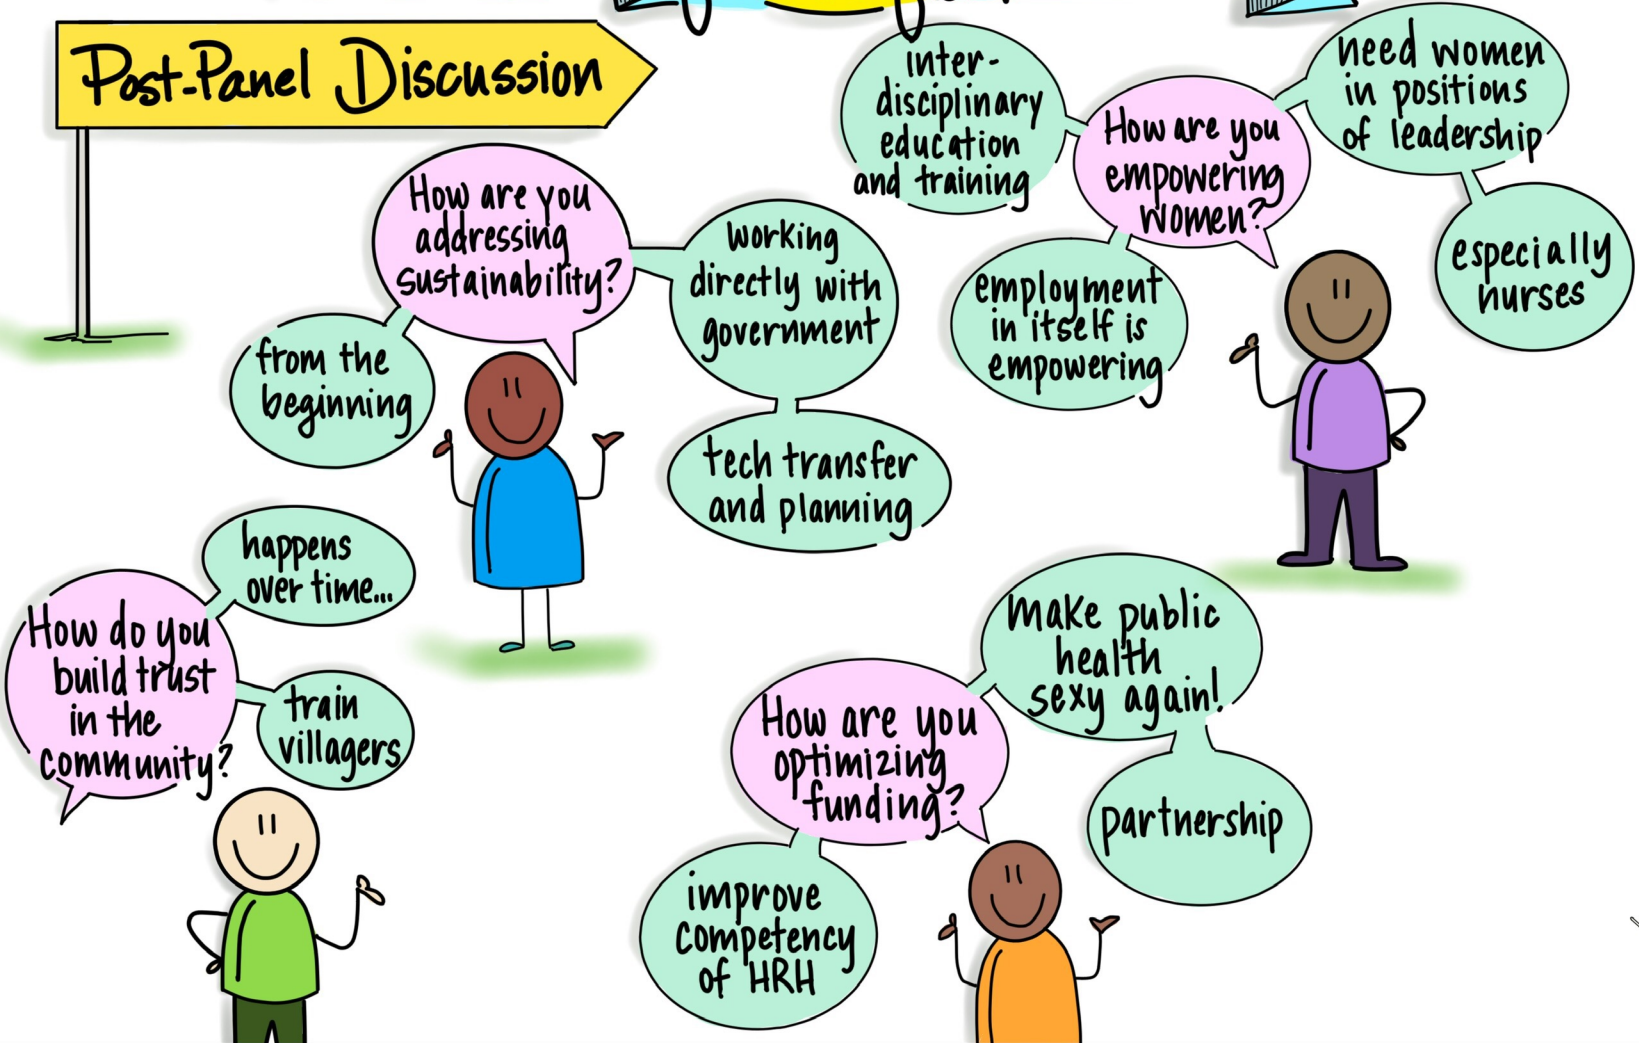 Post-Panel Discussion
How are you
addressing
sustainability?
from the
beginning
working
directly with
government
tech transfer
and planning
How are you
empowering
women?
inter-
disciplinary
education
and training
need women
in positions
of leadership
especially
nurses
employment
in itself is
empowering
How do you
build trust
in the
community?
happens
over time...
train
villagers
How are you
optimizing
funding?
make public
health
sexy again!
partnership
improve
competency
of HRH